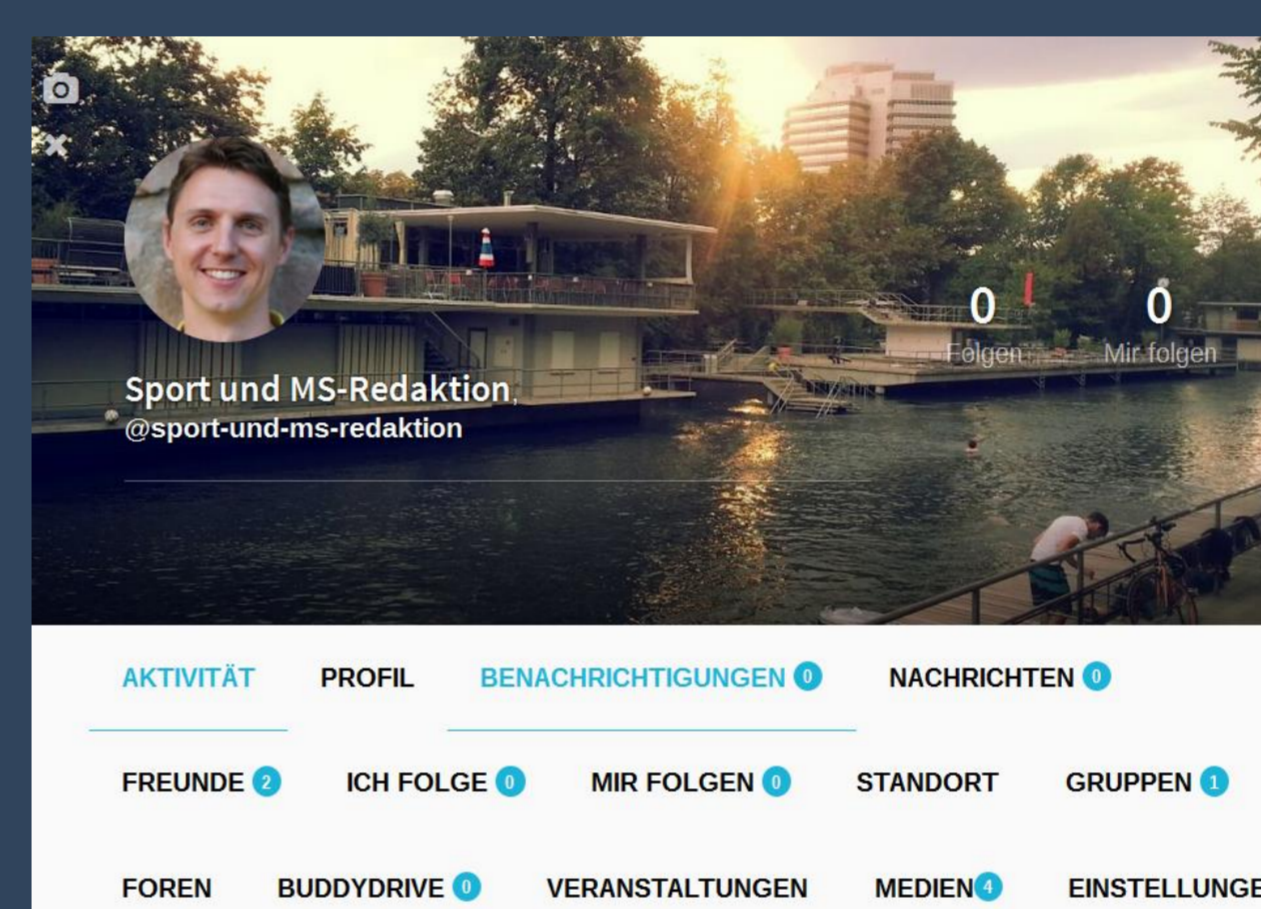 0 0
Folgen Mir folgen
Sport und MS-Redaktion,
@sport-und-ms-redaktion
AKTIVITÄT PROFIL BENACHRICHTIGUNGEN 0 NACHRICHTEN 0
FREUNDE 2 ICH FOLGE 0 MIR FOLGEN 0 STANDORT GRUPPEN 1
FOREN BUDDYDRIVE 0 VERANSTALTUNGEN MEDIEN 4 EINSTELLUNGE